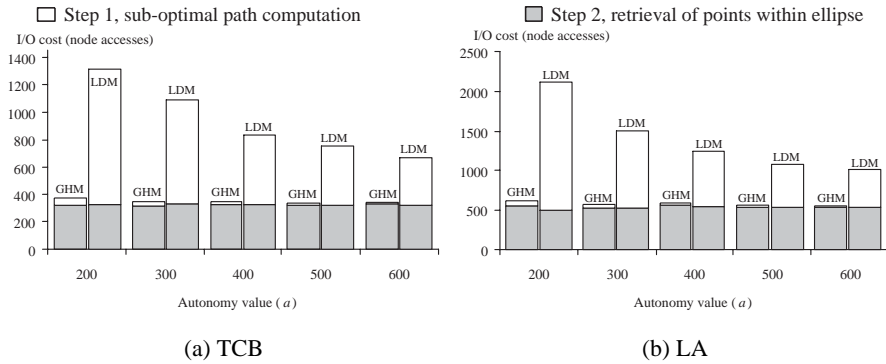 Step 1, sub-optimal path computation
Step 2, retrieval of points within ellipse
I/O cost (node accesses)
1400
1200
1000
800
600
400
200
0
GHM
LDM
GHM
LDM
GHM
LDM
GHM
LDM
GHM
LDM
200 300 400 500 600
Autonomy value (a)
(a) TCB
I/O cost (node accesses)
2500
2000
1500
1000
500
0
GHM
LDM
GHM
LDM
GHM
LDM
GHM
LDM
GHM
LDM
200 300 400 500 600
Autonomy value (a)
(b) LA